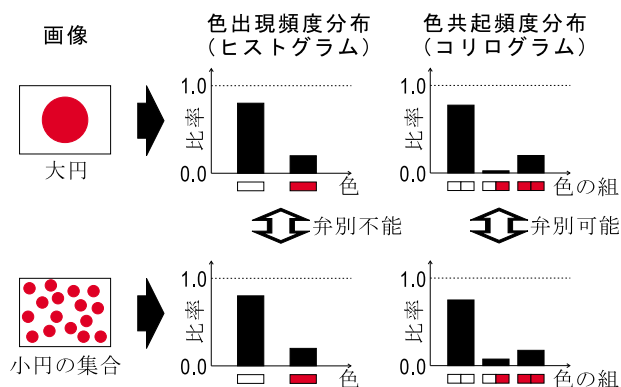 画像
色出現頻度分布
(ヒストグラム)
色共起頻度分布
(コリログラム)
1.0
比率
0.0
色
1.0
比率
0.0
色の組
大円
弁別不能
弁別可能
1.0
比率
0.0
色
1.0
比率
0.0
色の組
小円の集合